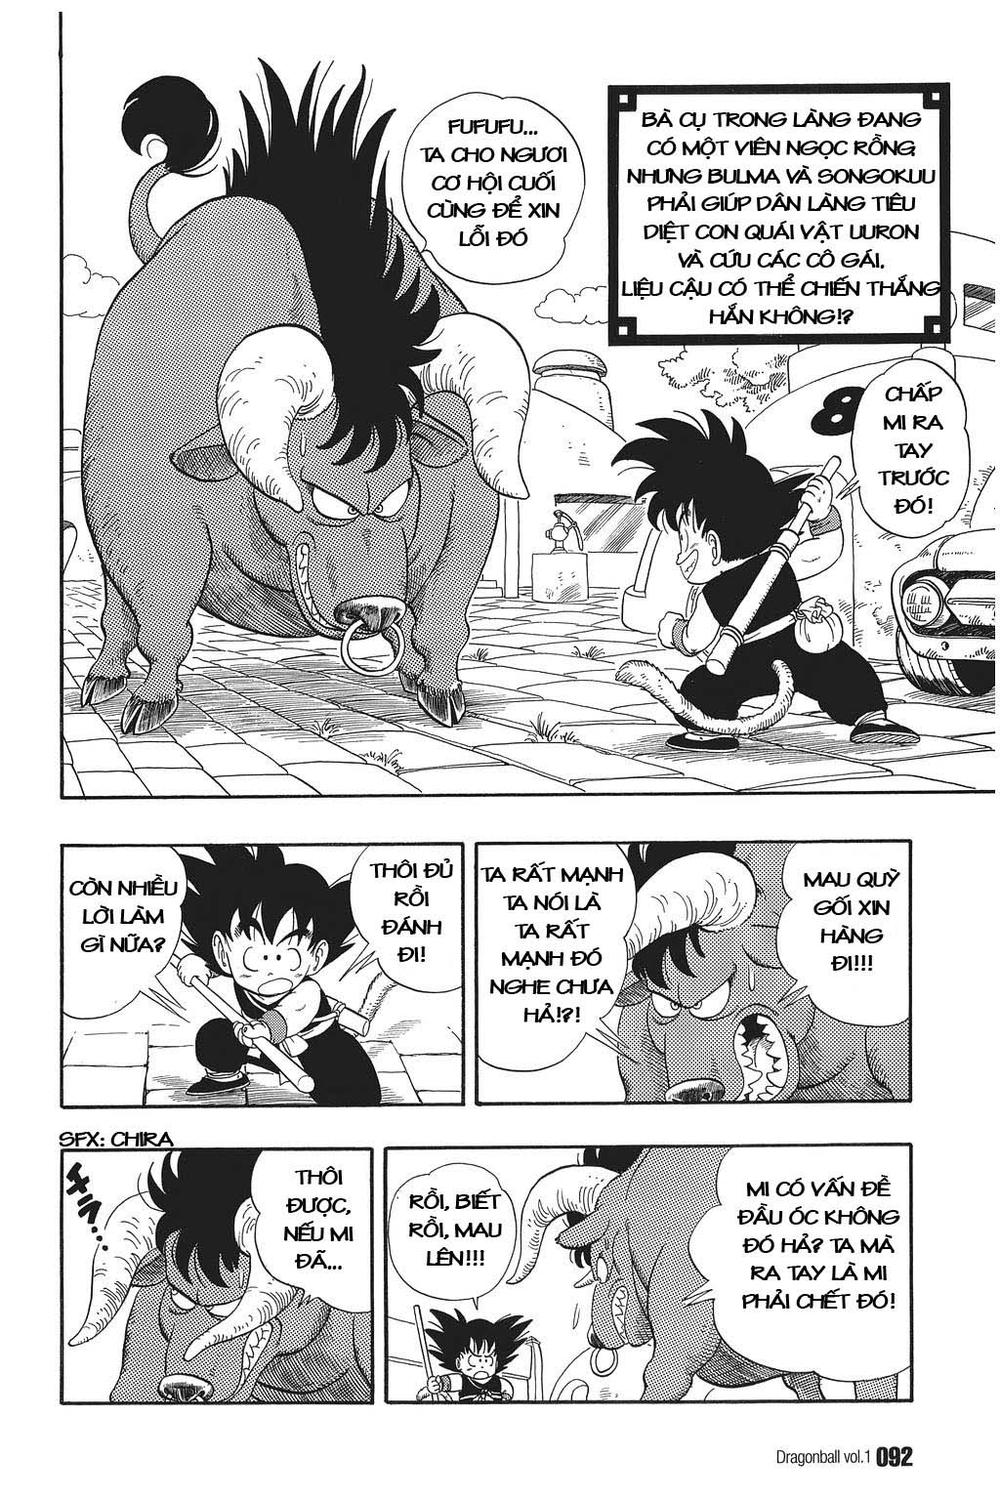 BÀ CỤ TRONG LÀNG ĐANG
CÓ MỘT VIÊN NGỌC RỒNG,
NHƯNG BULMA VÀ SONGOKUU
PHẢI GIÚP DÂN LÀNG TIÊU
DIỆT CON QUÁI VẬT UURON
VÀ CỨU CÁC CÔ GÁI.
LIỆU CẬU CÓ THỂ CHIẾN THẮNG
HẮN KHÔNG!?
FUFUFU...
TA CHO NGƯƠI
CƠ HỘI CUỐI
CÙNG ĐỂ XIN
LỖI ĐÓ
8
CHẤP
MI RA
TAY
TRƯỚC
ĐÓ!
MAU QUỲ
GỐI XIN
HÀNG
ĐI!!!
TA RẤT MẠNH
TA NÓI LÀ
TA RẤT
MẠNH ĐÓ
NGHE CHƯA
HẢ!?!
THÔI ĐỦ
RỒI
ĐÁNH
ĐI!
CÒN NHIỀU
LỜI LÀM
GÌ NỮA?
MI CÓ VẤN ĐỀ
ĐẦU ÓC KHÔNG
ĐÓ HẢ? TA MÀ
RA TAY LÀ MI
PHẢI CHẾT ĐÓ!
RỒI, BIẾT
RỒI, MAU
LÊN!!!
SFX: CHIRA
THÔI
ĐƯỢC,
NẾU MI
ĐÃ...
チラ...
Dragonball vol.1 092